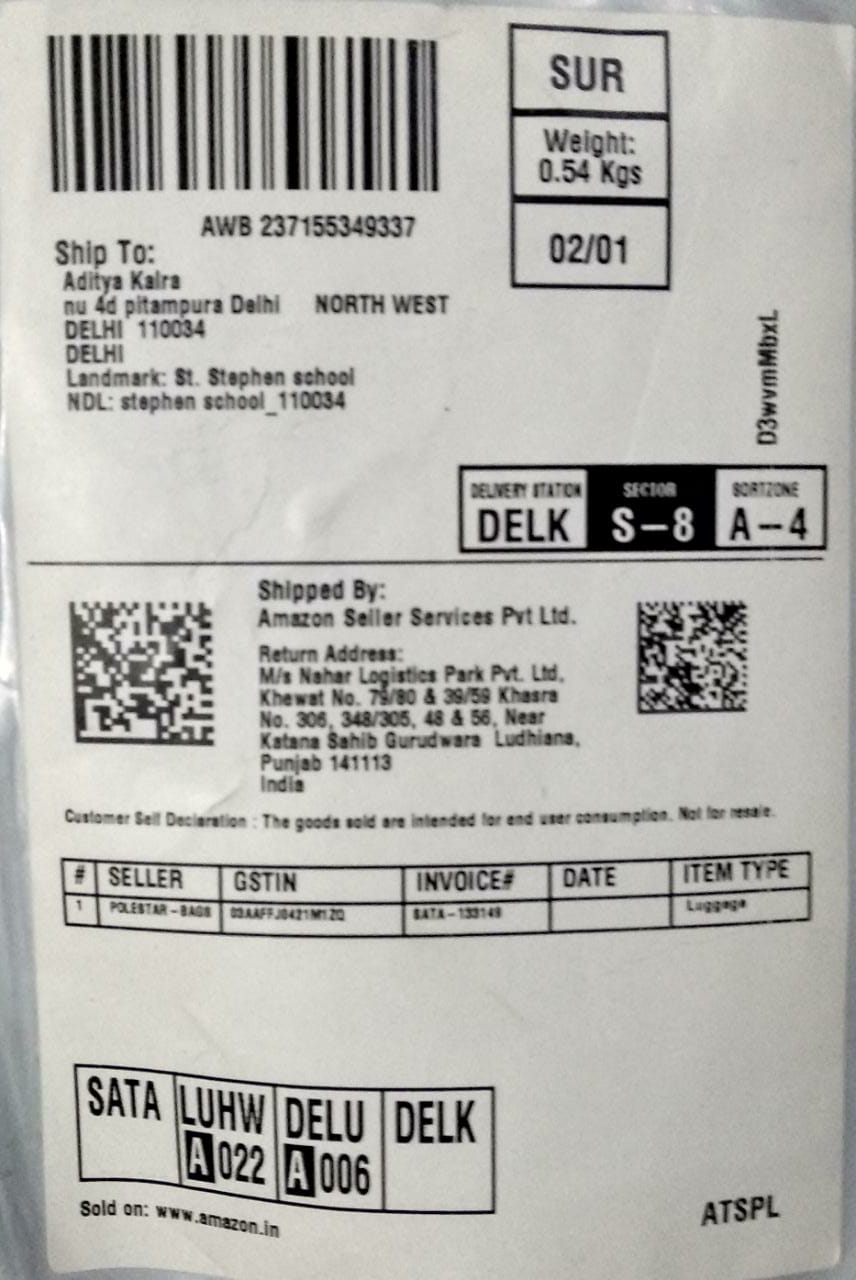 SUR
Weight:
0.54 Kgs
02/01
AWB 237155349337
Ship To:
Aditya Kalra
nu 4d pitampura Delhi NORTH WEST
DELHI 110034
DELHI
Landmark: St. Stephen school
NDL: stephen school_110034
D3wvmMbxL
DELIVERY STATION SECTOR SORTZONE
DELK S-8 A-4
Shipped By:
Amazon Seller Services Pvt Ltd.
Return Address:
M/s Nahar Logistics Park Pvt. Ltd,
Khewat No. 79/80 & 39/59 Khasra
No. 306, 348/305, 48 & 56, Near
Katana Sahib Gurudwara Ludhiana,
Punjab 141113
India
Customer Self Declaration : The goods sold are intended for end user consumption. Not for resale.
# SELLER GSTIN INVOICE# DATE ITEM TYPE
1 POLESTAR-BAGS 03AAFFJ0421M1ZQ SATA-133149 Luggage
SATA LUHW DELU DELK
A022 A006
Sold on: www.amazon.in
ATSPL